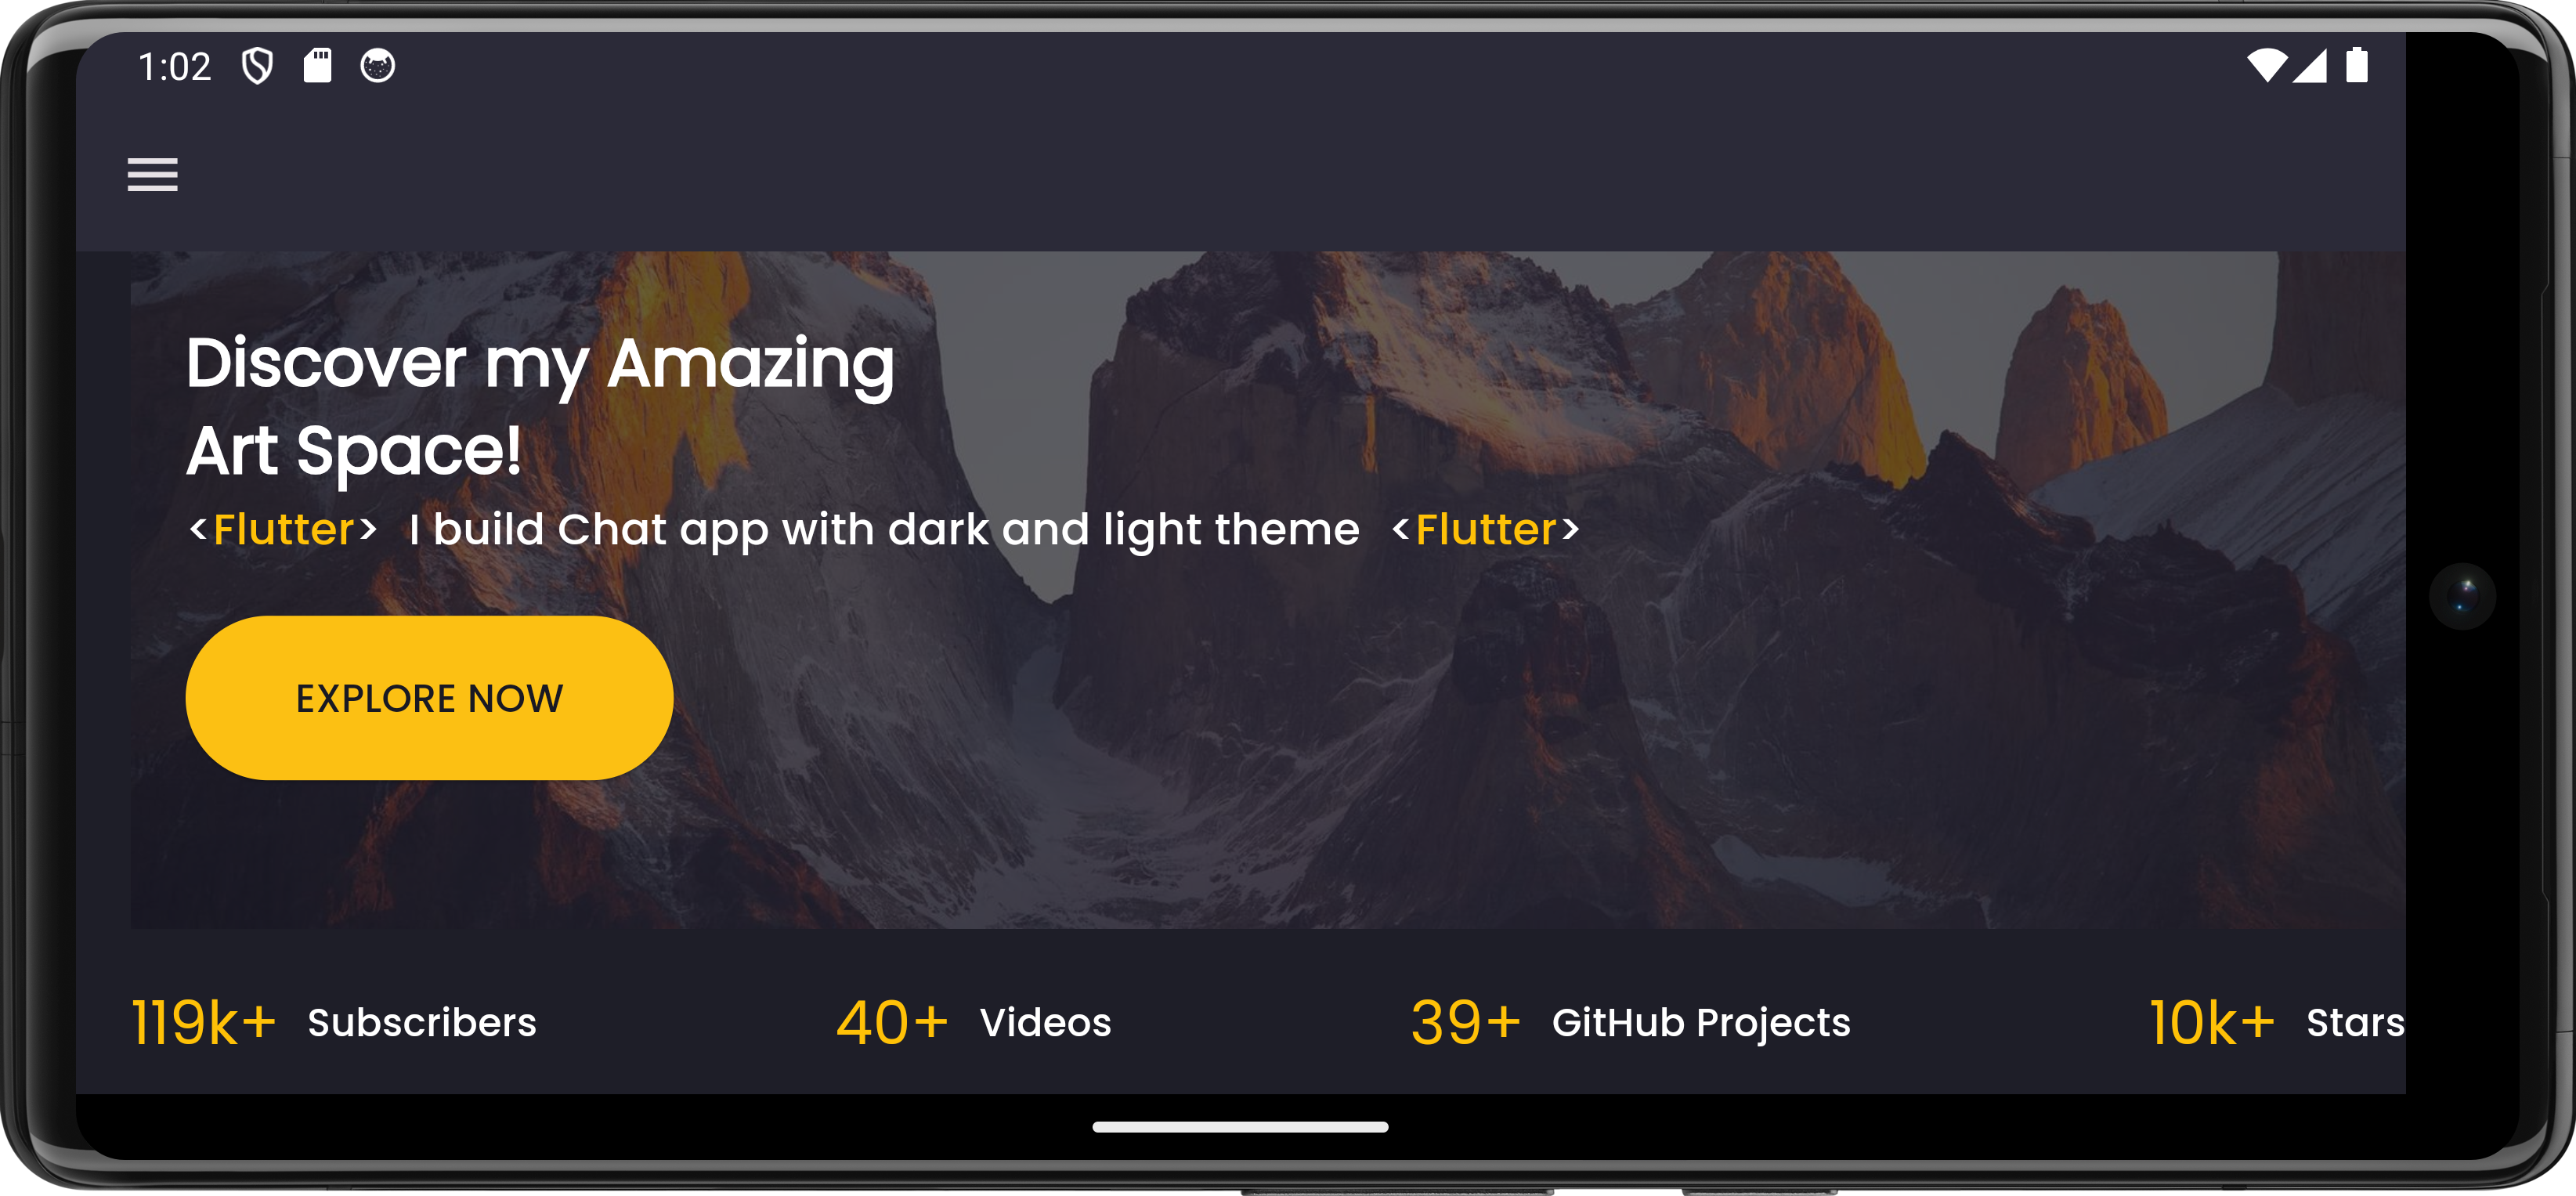 1:02
Discover my Amazing
Art Space!
<Flutter> I build Chat app with dark and light theme <Flutter>
EXPLORE NOW
119k+ Subscribers 40+ Videos 39+ GitHub Projects 10k+ Stars